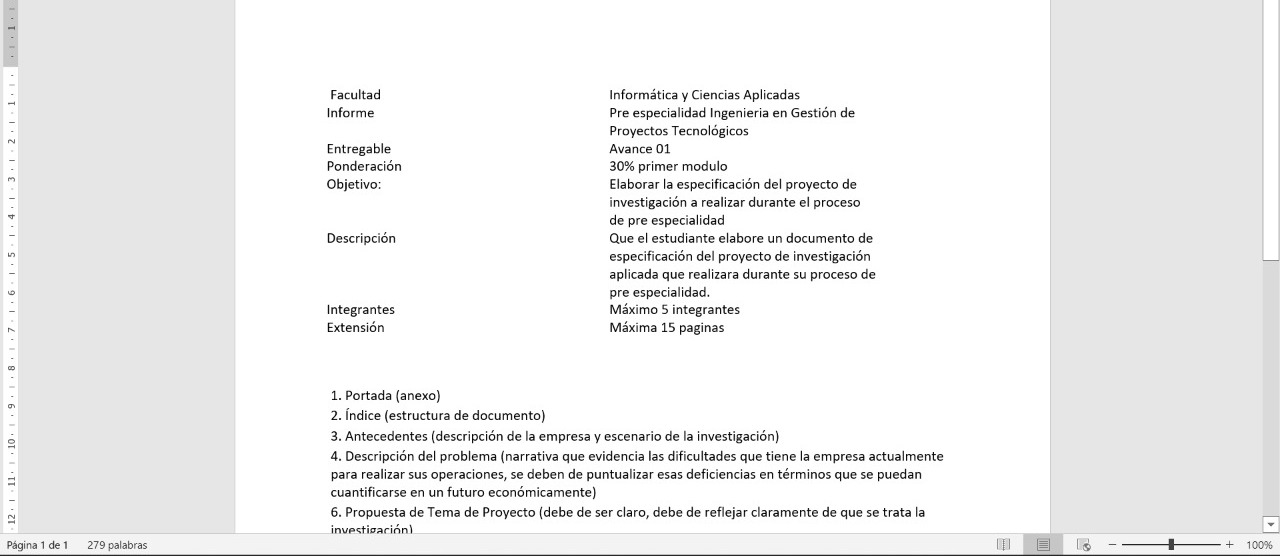 Facultad Informática y Ciencias Aplicadas
Informe Pre especialidad Ingenieria en Gestión de
Proyectos Tecnológicos
Entregable Avance 01
Ponderación 30% primer modulo
Objetivo: Elaborar la especificación del proyecto de
investigación a realizar durante el proceso
de pre especialidad
Descripción Que el estudiante elabore un documento de
especificación del proyecto de investigación
aplicada que realizara durante su proceso de
pre especialidad.
Integrantes Máximo 5 integrantes
Extensión Máxima 15 paginas
1. Portada (anexo)
2. Índice (estructura de documento)
3. Antecedentes (descripción de la empresa y escenario de la investigación)
4. Descripción del problema (narrativa que evidencia las dificultades que tiene la empresa actualmente
para realizar sus operaciones, se deben de puntualizar esas deficiencias en términos que se puedan
cuantificarse en un futuro económicamente)
6. Propuesta de Tema de Proyecto (debe de ser claro, debe de reflejar claramente de que se trata la
investigación)
Página 1 de 1 279 palabras 100%